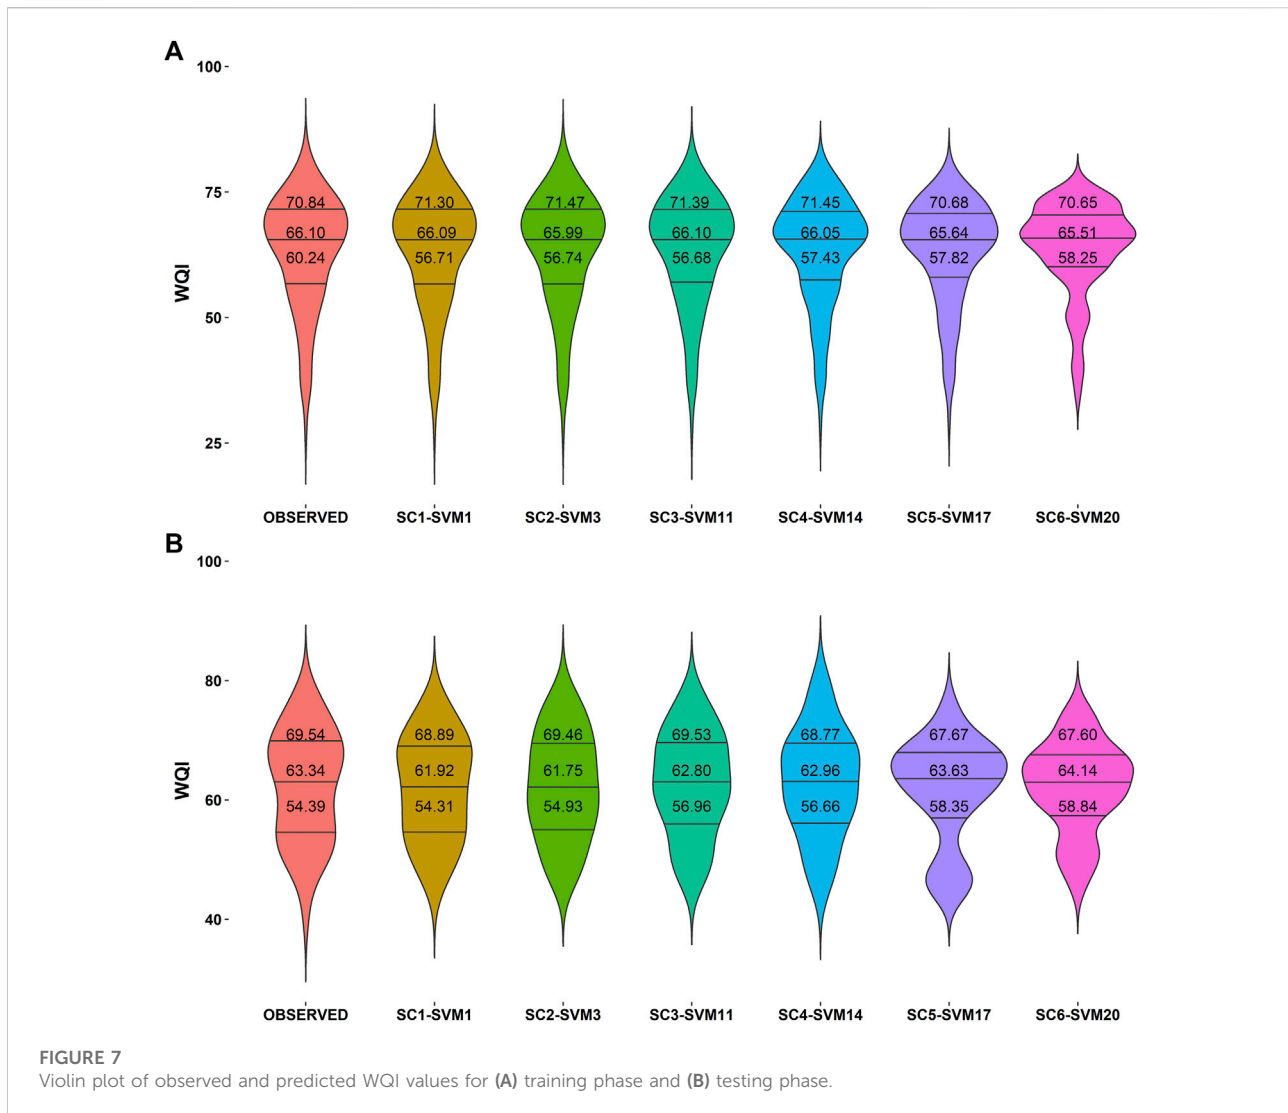 A
100
75
50
25
WQI
70.84 71.30 71.47 71.39 71.45 70.68 70.65
66.10 66.09 65.99 66.10 66.05 65.64 65.51
60.24 56.71 56.74 56.68 57.43 57.82 58.25
OBSERVED SC1-SVM1 SC2-SVM3 SC3-SVM11 SC4-SVM14 SC5-SVM17 SC6-SVM20
B
100
80
60
40
WQI
69.54 68.89 69.46 69.53 68.77 67.67 67.60
63.34 61.92 61.75 62.80 62.96 63.63 64.14
54.39 54.31 54.93 56.96 56.66 58.35 58.84
OBSERVED SC1-SVM1 SC2-SVM3 SC3-SVM11 SC4-SVM14 SC5-SVM17 SC6-SVM20
FIGURE 7
Violin plot of observed and predicted WQI values for (A) training phase and (B) testing phase.